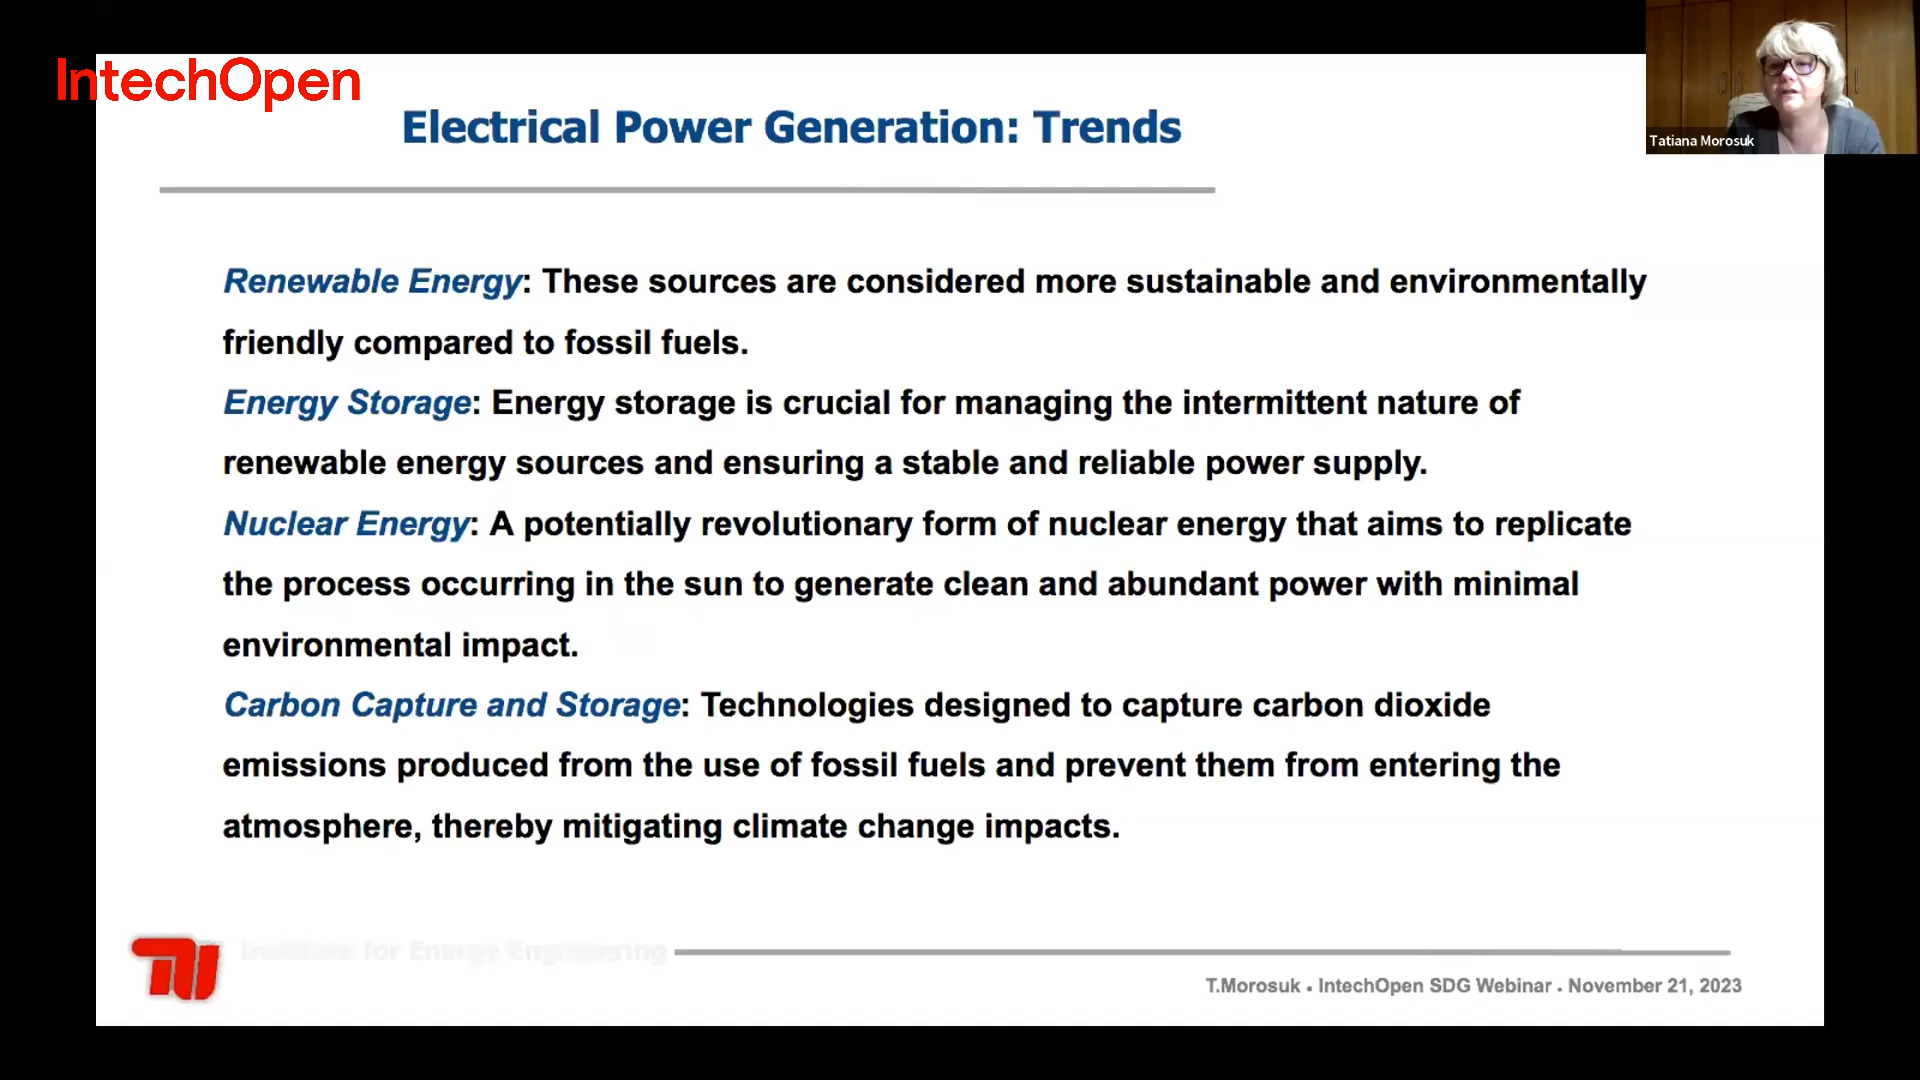 IntechOpen
Electrical Power Generation: Trends
Tatiana Morosuk
Renewable Energy: These sources are considered more sustainable and environmentally
friendly compared to fossil fuels.
Energy Storage: Energy storage is crucial for managing the intermittent nature of
renewable energy sources and ensuring a stable and reliable power supply.
Nuclear Energy: A potentially revolutionary form of nuclear energy that aims to replicate
the process occurring in the sun to generate clean and abundant power with minimal
environmental impact.
Carbon Capture and Storage: Technologies designed to capture carbon dioxide
emissions produced from the use of fossil fuels and prevent them from entering the
atmosphere, thereby mitigating climate change impacts.
Institute for Energy Engineering
T.Morosuk • IntechOpen SDG Webinar • November 21, 2023